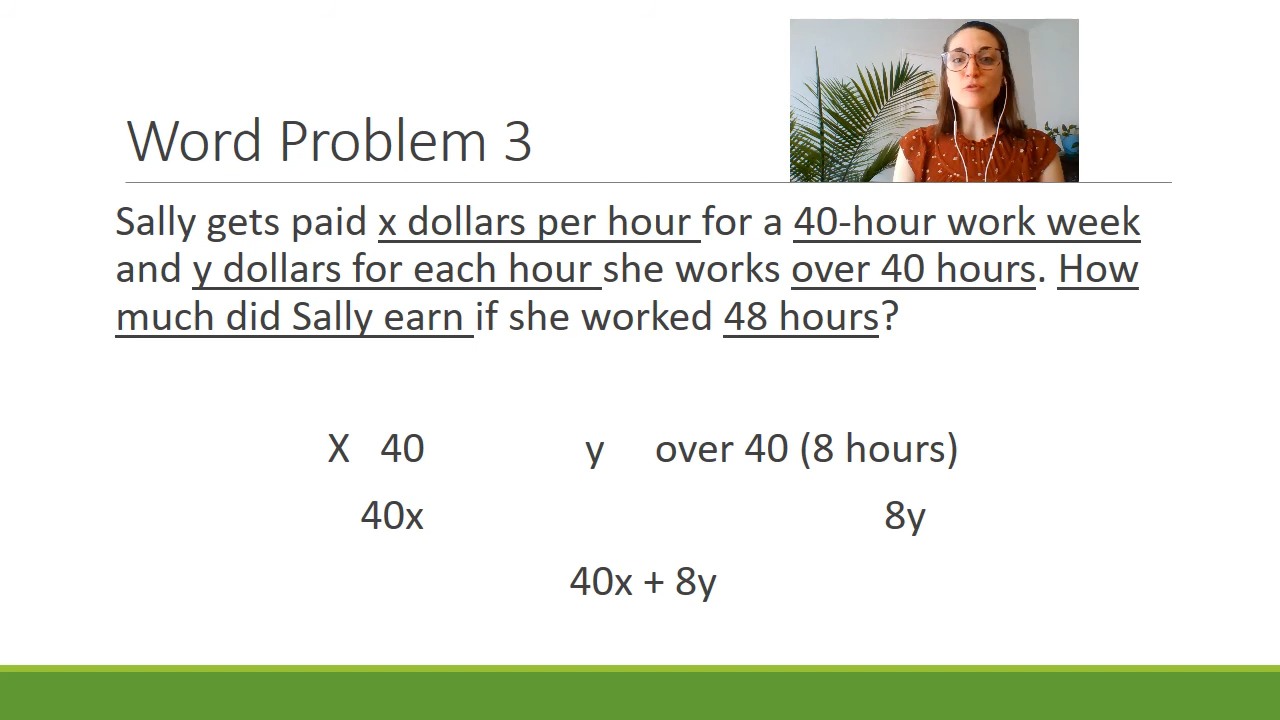 Word Problem 3
Sally gets paid x dollars per hour for a 40-hour work week
and y dollars for each hour she works over 40 hours. How
much did Sally earn if she worked 48 hours?
X 40 y over 40 (8 hours)
40x 8y
40x + 8y